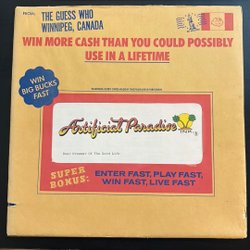 FROM:
THE GUESS WHO
WINNIPEG, CANADA
WIN MORE CASH THAN YOU COULD POSSIBLY
USE IN A LIFETIME
WIN
BIG BUCKS
FAST
Artificial Paradise
SUPER
BONUS:
ENTER FAST, PLAY FAST,
WIN FAST, LIVE FAST